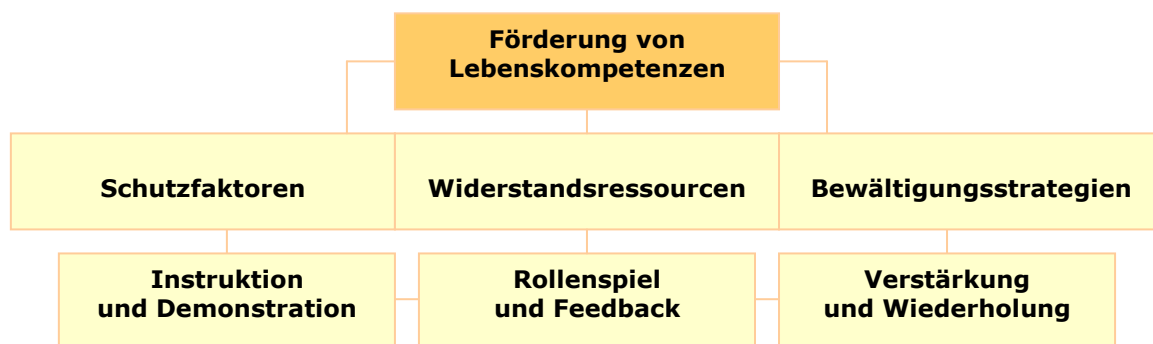 Förderung von
Lebenskompetenzen
Schutzfaktoren
Widerstandsressourcen
Bewältigungsstrategien
Instruktion
und Demonstration
Rollenspiel
und Feedback
Verstärkung
und Wiederholung